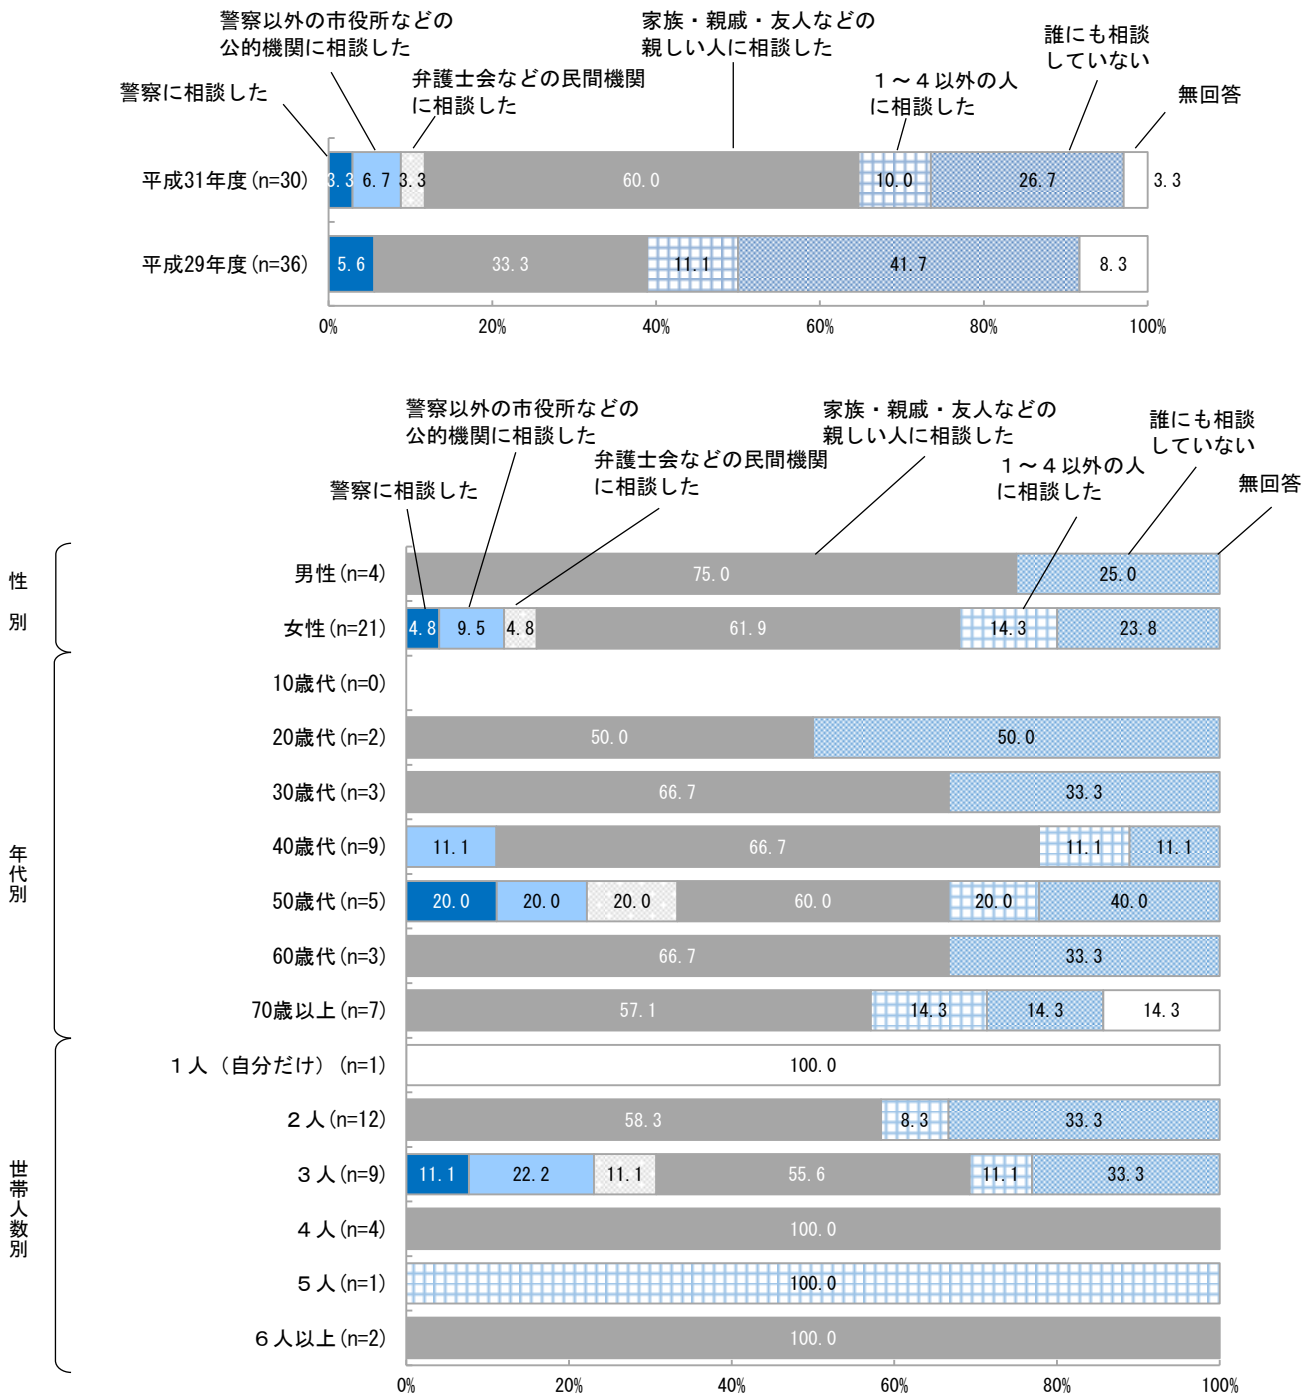 警察以外の市役所などの
公的機関に相談した
家族・親戚・友人などの
親しい人に相談した
誰にも相談
していない
警察に相談した
弁護士会などの民間機関
に相談した
１～４以外の人
に相談した
無回答
平成31年度(n=30) 3.3 6.7 3.3 60.0 10.0 26.7 3.3
平成29年度(n=36) 5.6 33.3 11.1 41.7 8.3
0% 20% 40% 60% 80% 100%
警察以外の市役所などの
公的機関に相談した
家族・親戚・友人などの
親しい人に相談した
誰にも相談
していない
警察に相談した
弁護士会などの民間機関
に相談した
１～４以外の人
に相談した
無回答
性別
男性(n=4) 75.0 25.0
女性(n=21) 4.8 9.5 4.8 61.9 14.3 23.8
年代別
10歳代(n=0)
20歳代(n=2) 50.0 50.0
30歳代(n=3) 66.7 33.3
40歳代(n=9) 11.1 66.7 11.1 11.1
50歳代(n=5) 20.0 20.0 20.0 60.0 20.0 40.0
60歳代(n=3) 66.7 33.3
70歳以上(n=7) 57.1 14.3 14.3 14.3
世帯人数別
１人（自分だけ）(n=1) 100.0
２人(n=12) 58.3 8.3 33.3
３人(n=9) 11.1 22.2 11.1 55.6 11.1 33.3
４人(n=4) 100.0
５人(n=1) 100.0
６人以上(n=2) 100.0
0% 20% 40% 60% 80% 100%